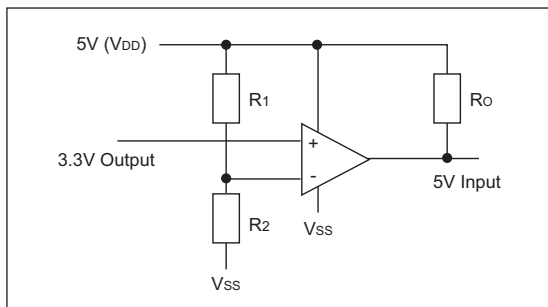 5V (VDD)
R1
RO
+
3.3V Output
-
5V Input
R2
VSS
VSS